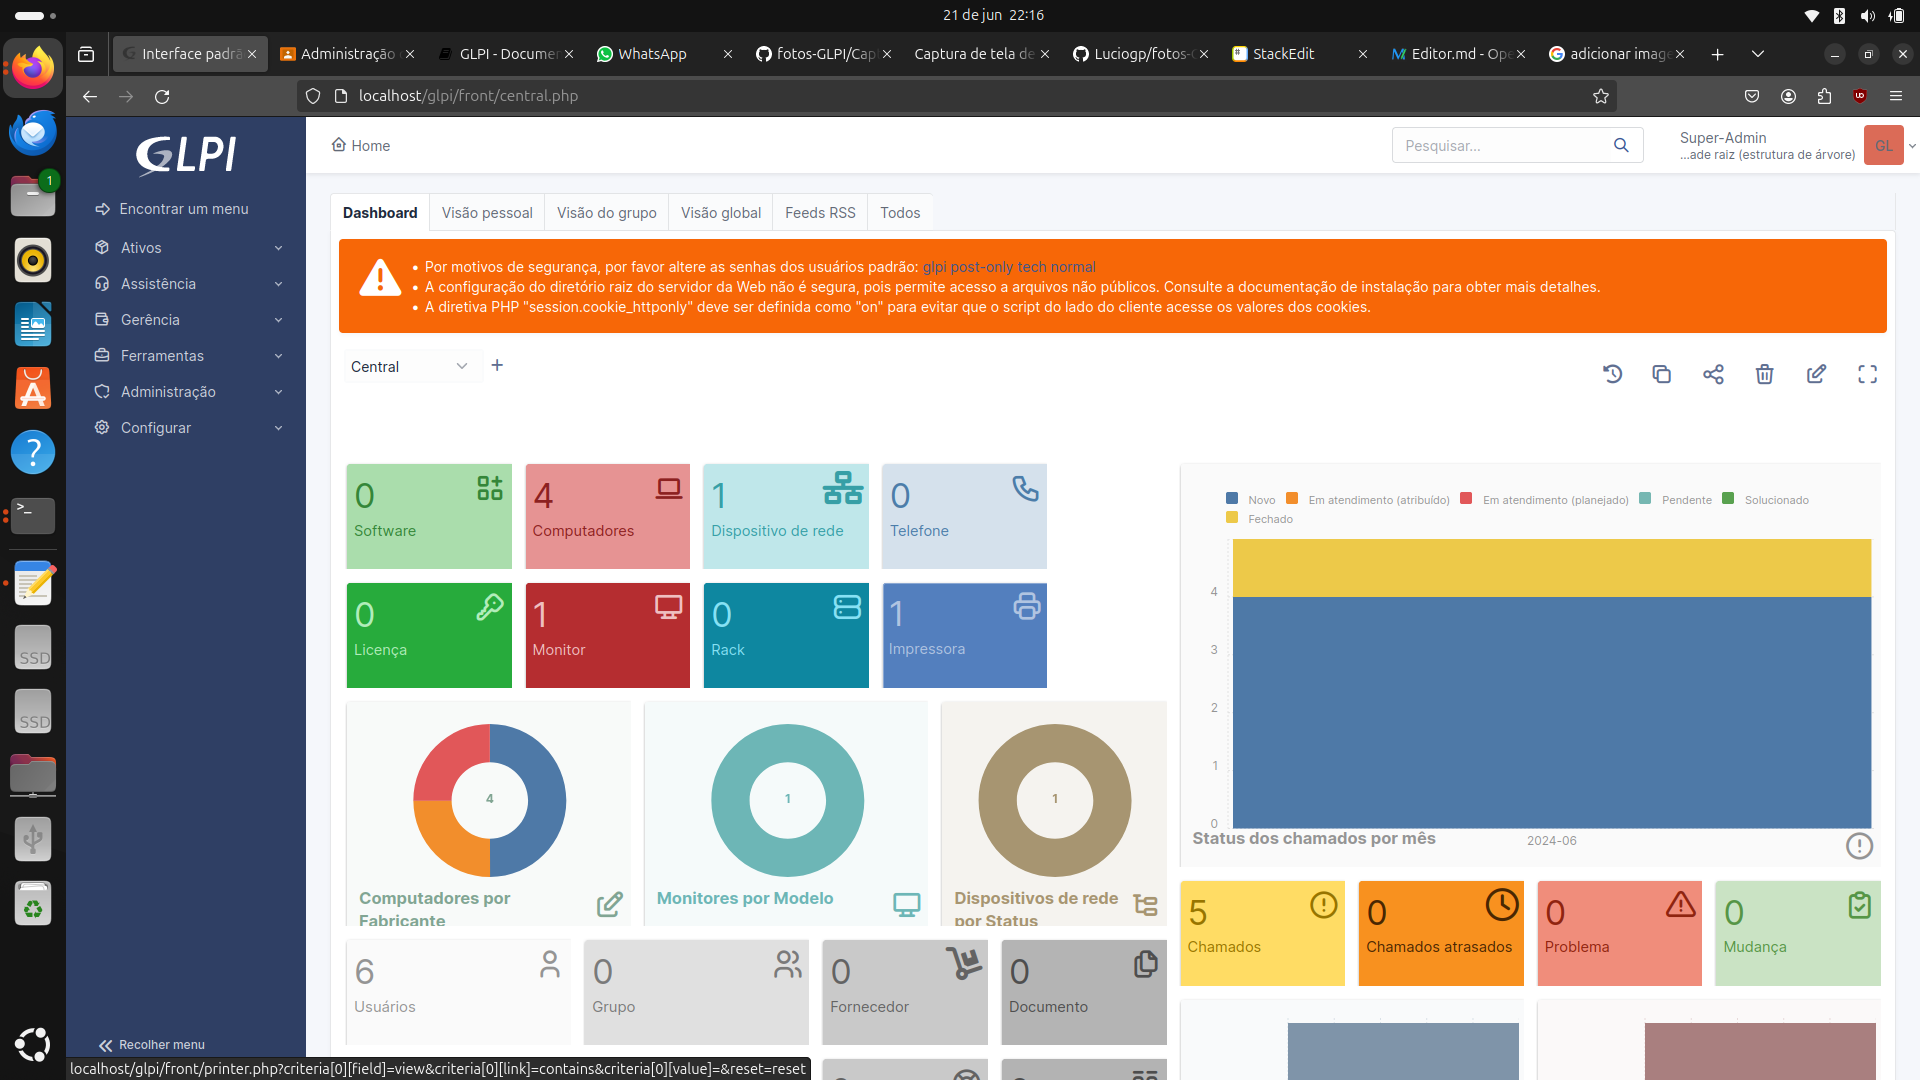 21 de jun 22:16
Interface padrã
Administração
GLPI - Documer
WhatsApp
fotos-GLPI/Cap
Captura de tela de
Luciogp/fotos-
StackEdit
Editor.md - Ope
adicionar image
localhost/glpi/front/central.php
GLPI
Home
Pesquisar...
Super-Admin
...ade raiz (estrutura de árvore)
GL
Encontrar um menu
Ativos
Assistência
Gerência
Ferramentas
Administração
Configurar
Recolher menu
Dashboard
Visão pessoal
Visão do grupo
Visão global
Feeds RSS
Todos
Por motivos de segurança, por favor altere as senhas dos usuários padrão: glpi post-only tech normal
A configuração do diretório raiz do servidor da Web não é segura, pois permite acesso a arquivos não públicos. Consulte a documentação de instalação para obter mais detalhes.
A diretiva PHP "session.cookie_httponly" deve ser definida como "on" para evitar que o script do lado do cliente acesse os valores dos cookies.
Central
0
Software
4
Computadores
1
Dispositivo de rede
0
Telefone
0
Licença
1
Monitor
0
Rack
1
Impressora
4
Computadores por
Fabricante
1
Monitores por Modelo
1
Dispositivos de rede
por Status
6
Usuários
0
Grupo
0
Fornecedor
0
Documento
Novo
Em atendimento (atribuído)
Em atendimento (planejado)
Pendente
Solucionado
Fechado
4
3
2
1
0
2024-06
Status dos chamados por mês
5
Chamados
0
Chamados atrasados
0
Problema
0
Mudança
1
SSD
SSD
localhost/glpi/front/printer.php?criteria[0][field]=view&criteria[0][link]=contains&criteria[0][value]=&reset=reset